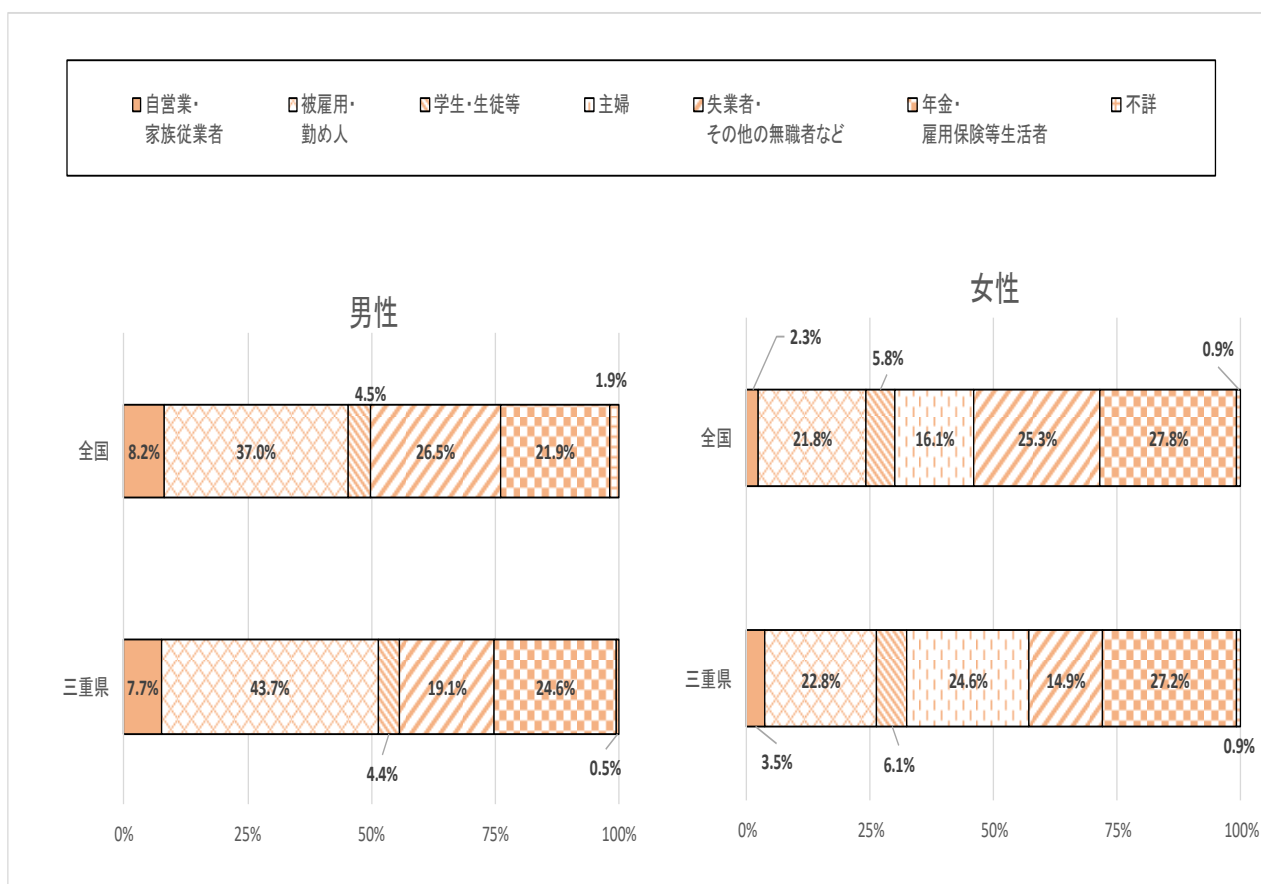 自営業・
家族従業者
被雇用・
勤め人
学生・生徒等
主婦
失業者・
その他の無職者など
年金・
雇用保険等生活者
不詳
男性
4.5%
1.9%
全国
8.2%
37.0%
26.5%
21.9%
三重県
7.7%
43.7%
19.1%
24.6%
4.4%
0.5%
0%
25%
50%
75%
100%
女性
2.3%
5.8%
0.9%
全国
21.8%
16.1%
25.3%
27.8%
三重県
22.8%
24.6%
14.9%
27.2%
3.5%
6.1%
0.9%
0%
25%
50%
75%
100%